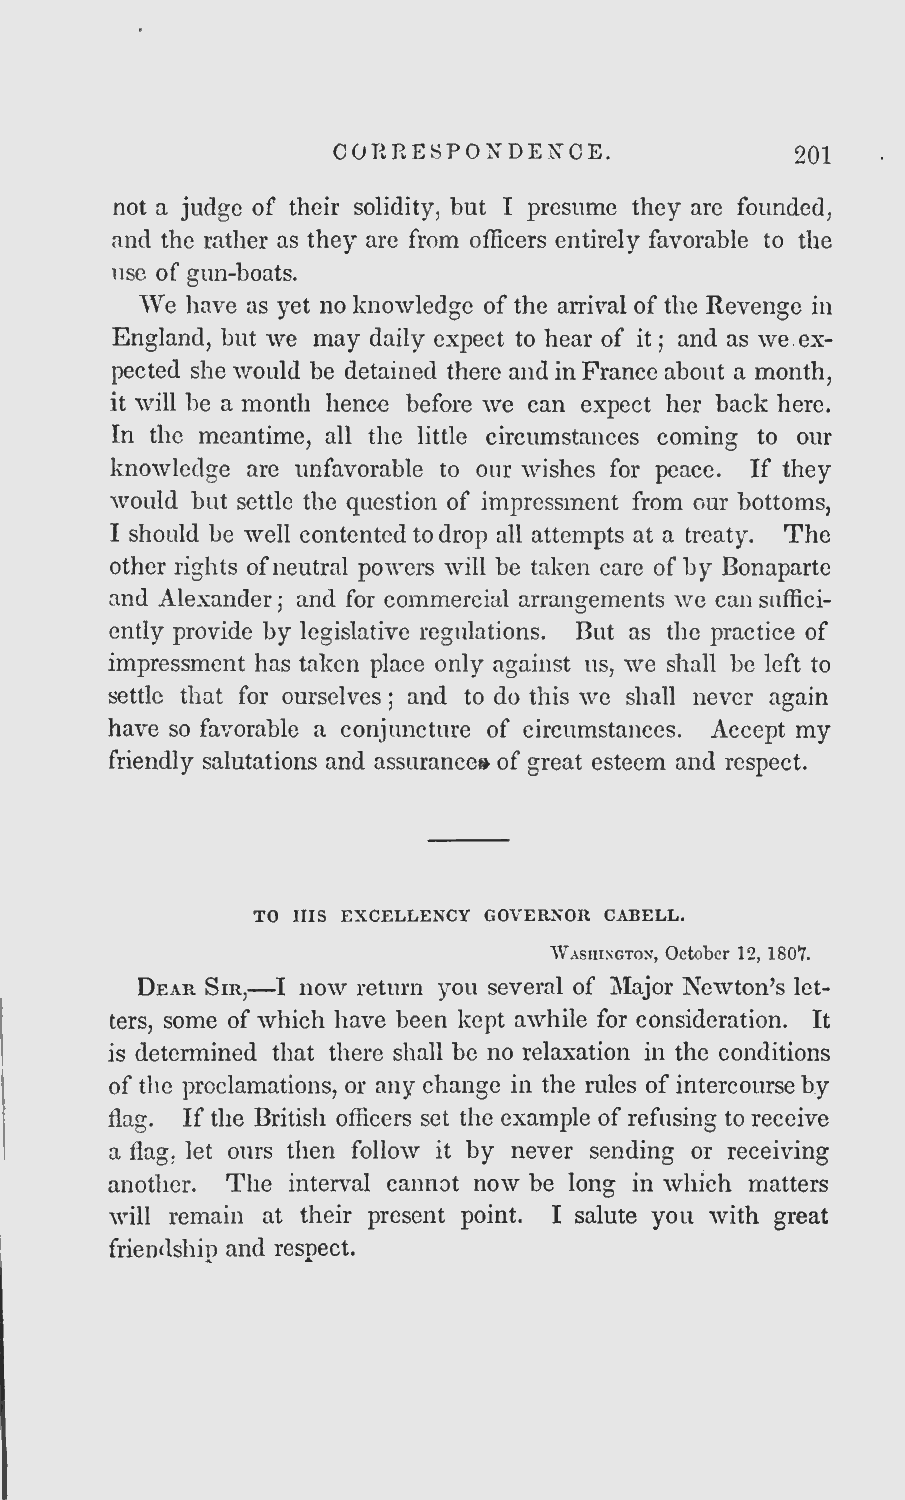 CORRESPONDENCE. 201
not a judge of their solidity, but I presume they are founded,
and the rather as they are from officers entirely favorable to the
use of gun-boats.
We have as yet no knowledge of the arrival of the Revenge in
England, but we may daily expect to hear of it; and as we ex-
pected she would be detained there and in France about a month,
it will be a month hence before we can expect her back here.
In the meantime, all the little circumstances coming to our
knowledge are unfavorable to our wishes for peace. If they
would but settle the question of impressment from our bottoms,
I should be well contented to drop all attempts at a treaty. The
other rights of neutral powers will be taken care of by Bonaparte
and Alexander; and for commercial arrangements we can suffici-
ently provide by legislative regulations. But as the practice of
impressment has taken place only against us, we shall be left to
settle that for ourselves; and to do this we shall never again
have so favorable a conjuncture of circumstances. Accept my
friendly salutations and assurances of great esteem and respect.
TO HIS EXCELLENCY GOVERNOR CABELL.
WASHINGTON, October 12, 1807.
DEAR SIR,—I now return you several of Major Newton's let-
ters, some of which have been kept awhile for consideration. It
is determined that there shall be no relaxation in the conditions
of the proclamations, or any change in the rules of intercourse by
flag. If the British officers set the example of refusing to receive
a flag, let ours then follow it by never sending or receiving
another. The interval cannot now be long in which matters
will remain at their present point. I salute you with great
friendship and respect.